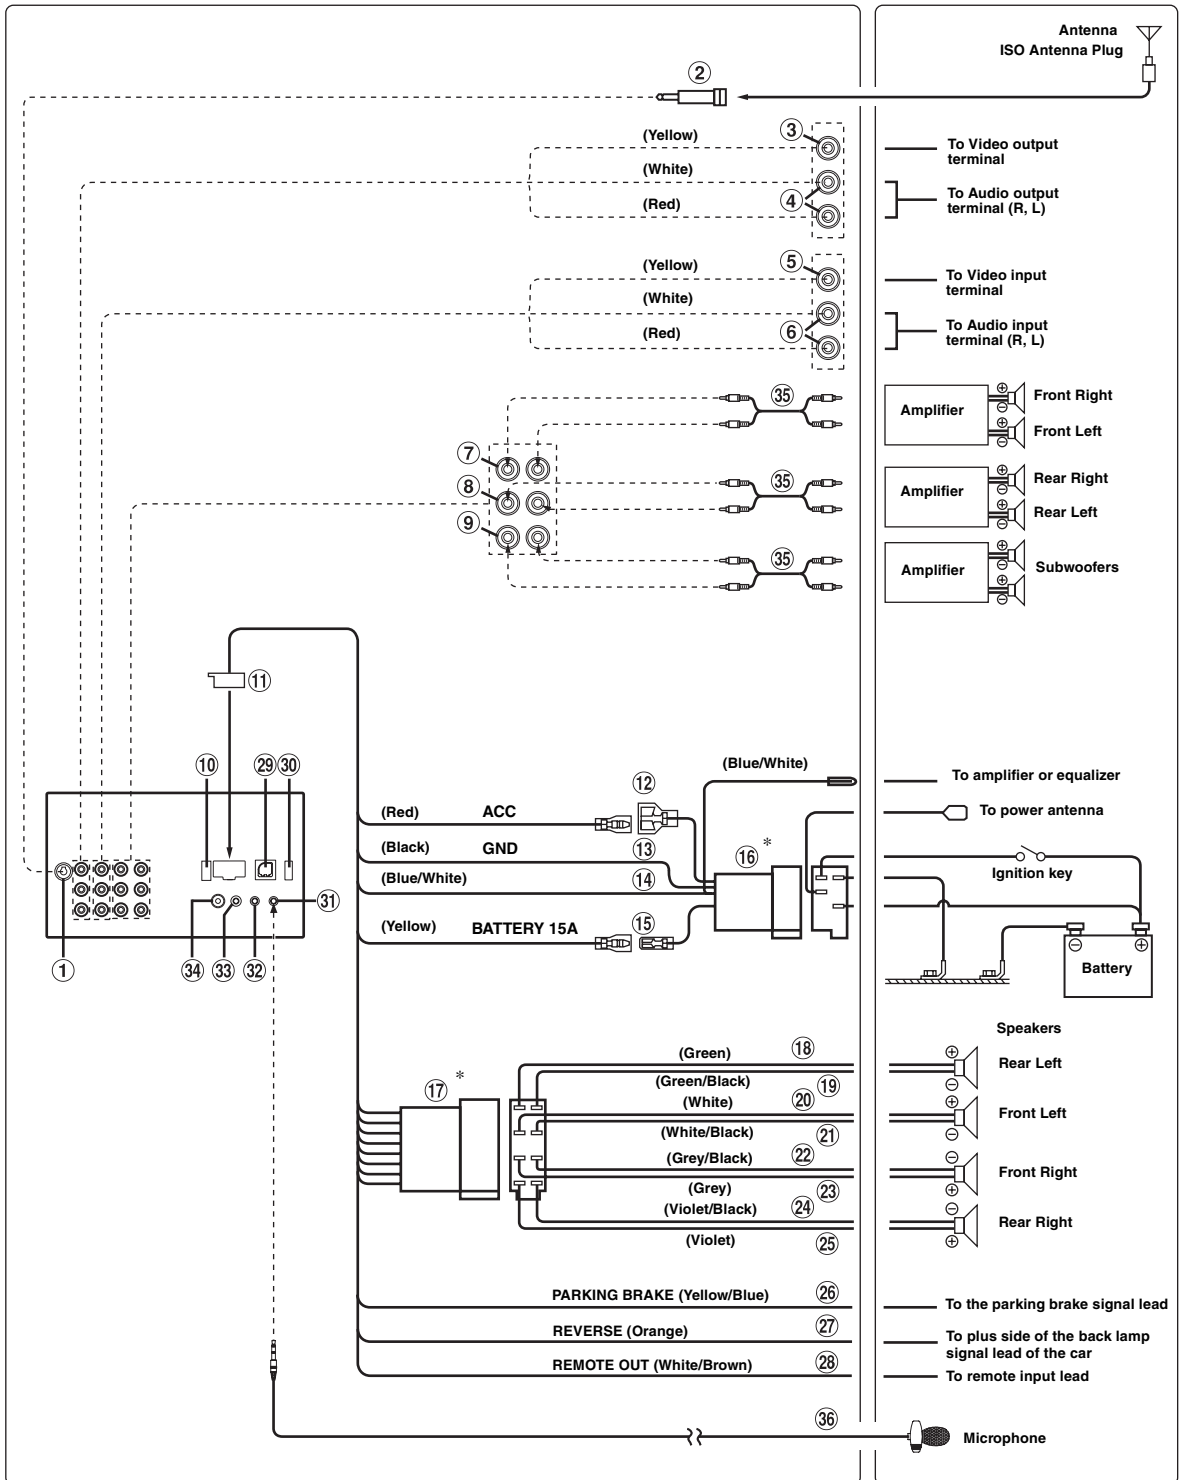 Antenna
ISO Antenna Plug
2
(Yellow)
3
To Video output
terminal
(White)
4
To Audio output
terminal (R, L)
(Red)
(Yellow)
5
To Video input
terminal
(White)
6
To Audio input
terminal (R, L)
(Red)
35
Amplifier
Front Right
Front Left
7
8
9
35
Amplifier
Rear Right
Rear Left
35
Amplifier
Subwoofers
11
10
29
30
(Blue/White)
To amplifier or equalizer
12
(Red)
ACC
To power antenna
(Black)
GND
13
16
*
Ignition key
(Blue/White)
14
(Yellow)
BATTERY 15A
15
Battery
31
1
34
33
32
Speakers
(Green)
18
Rear Left
17
*
(Green/Black)
19
(White)
20
Front Left
(White/Black)
21
(Grey/Black)
22
Front Right
(Grey)
23
(Violet/Black)
24
Rear Right
(Violet)
25
PARKING BRAKE (Yellow/Blue)
26
To the parking brake signal lead
REVERSE (Orange)
27
To plus side of the back lamp
signal lead of the car
REMOTE OUT (White/Brown)
28
To remote input lead
36
Microphone